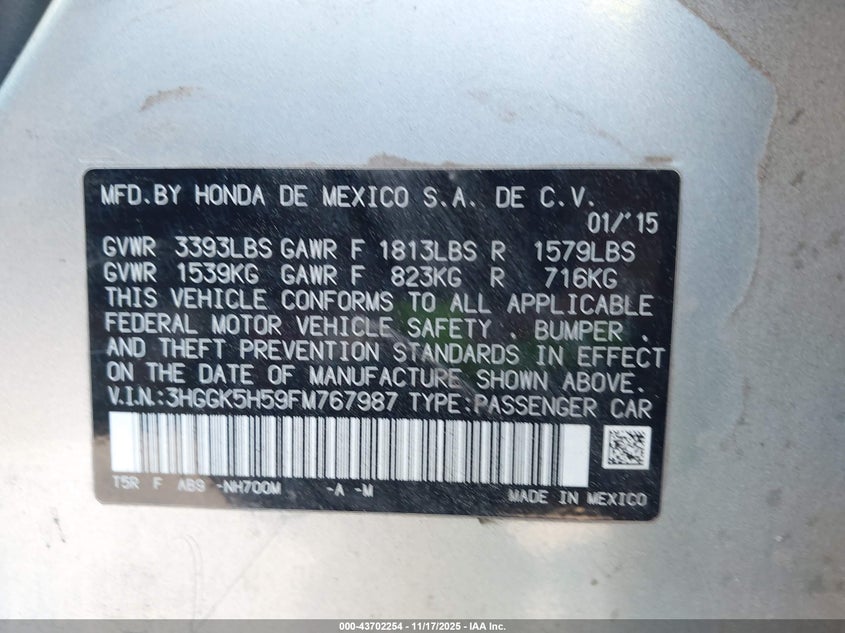 MFD.BY HONDA DE MEXICO S.A. DE C.V.
01/'15
GVWR 3393LBS GAWR F 1813LBS R 1579LBS
GVWR 1539KG GAWR F 823KG R 716KG
THIS VEHICLE CONFORMS TO ALL APPLICABLE
FEDERAL MOTOR VEHICLE SAFETY , BUMPER ,
AND THEFT PREVENTION STANDARDS IN EFFECT
ON THE DATE OF MANUFACTURE SHOWN ABOVE.
V.I.N.:3HGGK5H59FM767987 TYPE:PASSENGER CAR
T5R F AB9 -NH700M -A -M MADE IN MEXICO
000-43702254 - 11/17/2025 - IAA Inc.